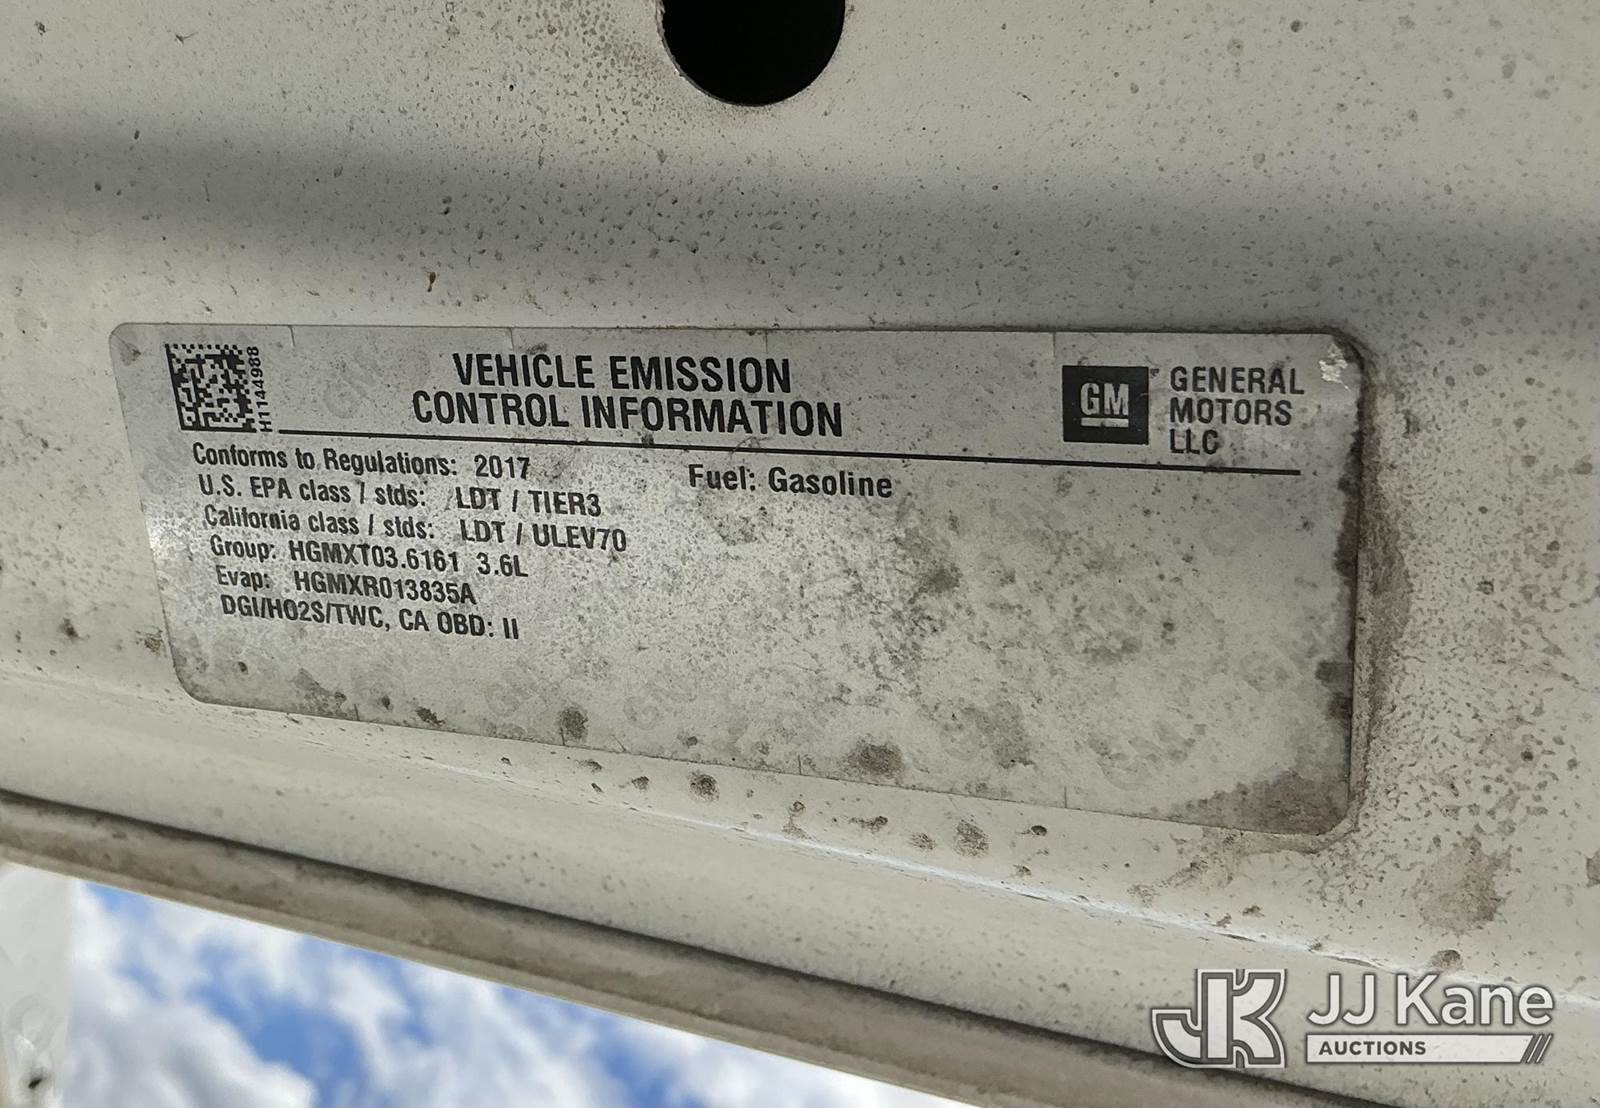 H1144988
VEHICLE EMISSION
CONTROL INFORMATION
GM
GENERAL
MOTORS
LLC
Conforms to Regulations: 2017
Fuel: Gasoline
U.S. EPA class / stds: LDT / TIER3
California class / stds: LDT / ULEV70
Group: HGMXT03.6161 3.6L
Evap: HGMXR013835A
DGI/HO2S/TWC, CA OBD: II
JK JJ Kane
AUCTIONS